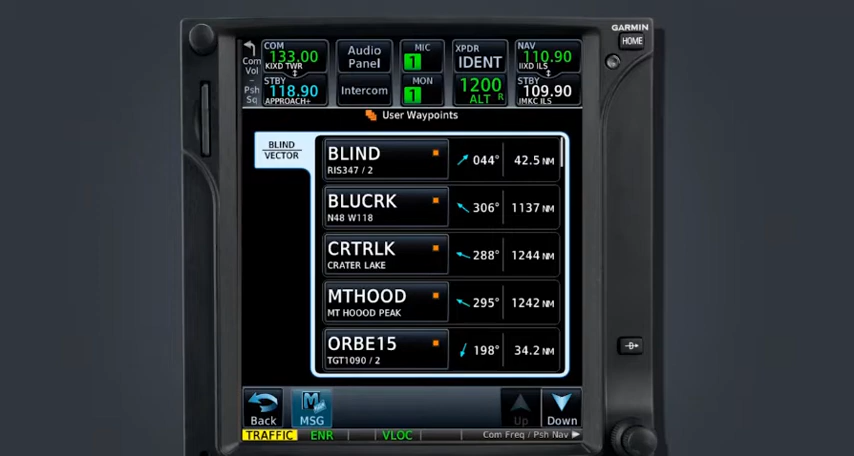 GARMIN
HOME
COM
133.00
KIXD TWR
STBY
118.90
APPROACH+
Com
Vol
-
Psh
Sq
Audio
Panel
Intercom
MIC
1
MON
1
XPDR
IDENT
1200
ALT R
NAV
110.90
IIXD ILS
STBY
109.90
IMKC ILS
User Waypoints
BLIND
VECTOR
BLIND 044° 42.5 NM
RIS347 / 2
BLUCRK 306° 1137 NM
N48 W118
CRTRLK 288° 1244 NM
CRATER LAKE
MTHOOD 295° 1242 NM
MT HOOOD PEAK
ORBE15 198° 34.2 NM
TGT1090 / 2
Back
MSG
Up
Down
TRAFFIC ENR VLOC Com Freq / Psh Nav